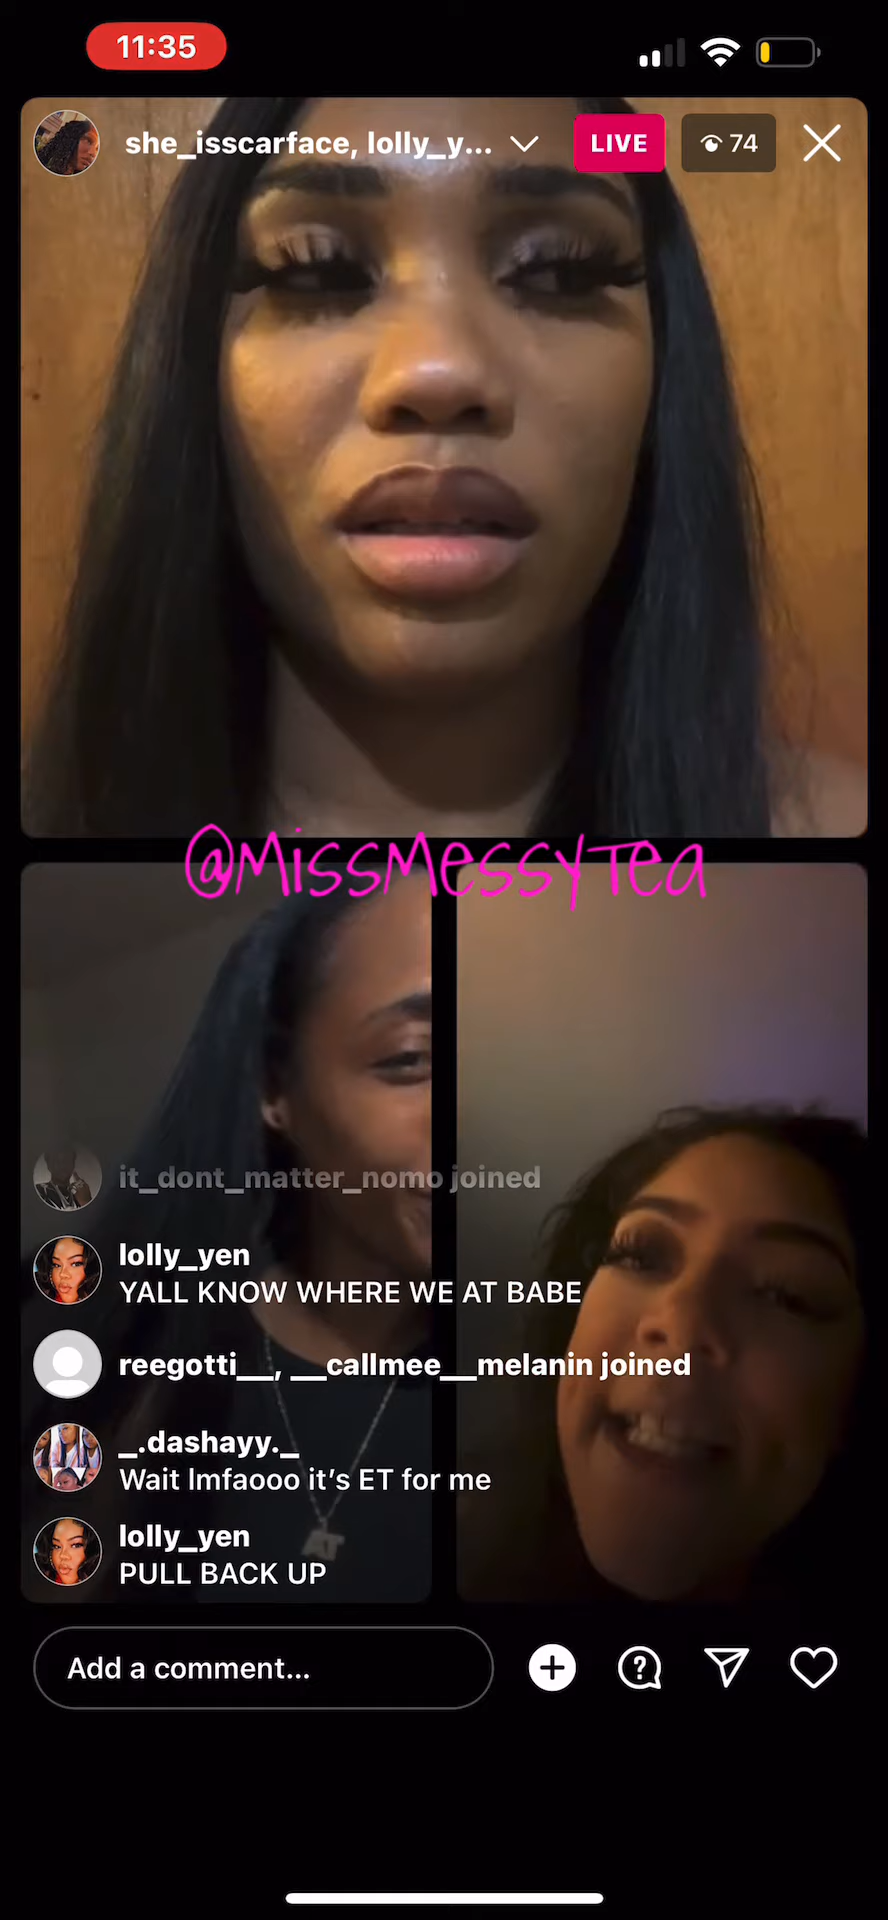 11:35
she_isscarface, lolly_y...
LIVE
74
@MissMessyTea
it_dont_matter_nomo joined
lolly_yen
YALL KNOW WHERE WE AT BABE
reegotti__, __callmee__melanin joined
_.dashayy._
Wait lmfaooo it's ET for me
lolly_yen
PULL BACK UP
AT
Add a comment...